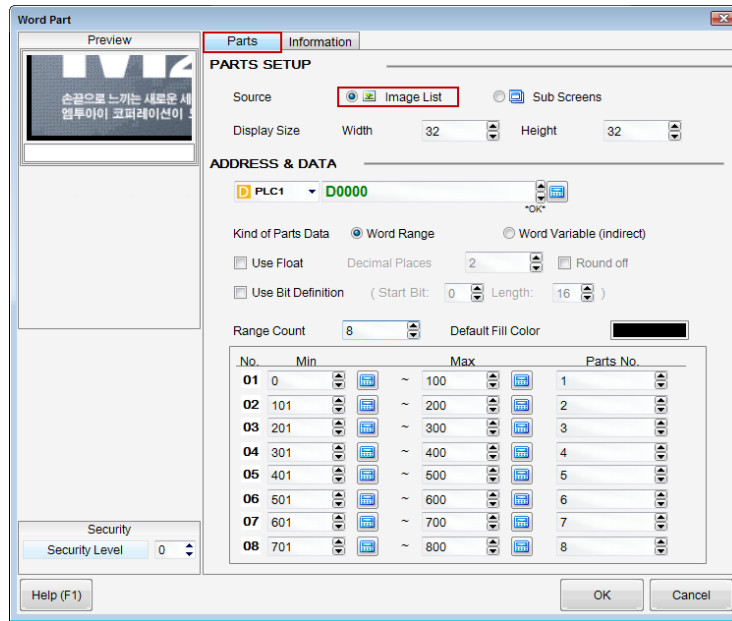 Word Part
Preview
손끝으로 느끼는 새로운 세
엠투아이 코퍼레이션이
Parts Information
PARTS SETUP
Source Image List Sub Screens
Display Size Width 32 Height 32
ADDRESS & DATA
D PLC1 D0000
*OK*
Kind of Parts Data Word Range Word Variable (indirect)
Use Float Decimal Places 2 Round off
Use Bit Definition ( Start Bit: 0 Length: 16 )
Range Count 8 Default Fill Color
No. Min Max Parts No.
01 0 ~ 100 1
02 101 ~ 200 2
03 201 ~ 300 3
04 301 ~ 400 4
05 401 ~ 500 5
06 501 ~ 600 6
07 601 ~ 700 7
08 701 ~ 800 8
Security
Security Level 0
Help (F1) OK Cancel